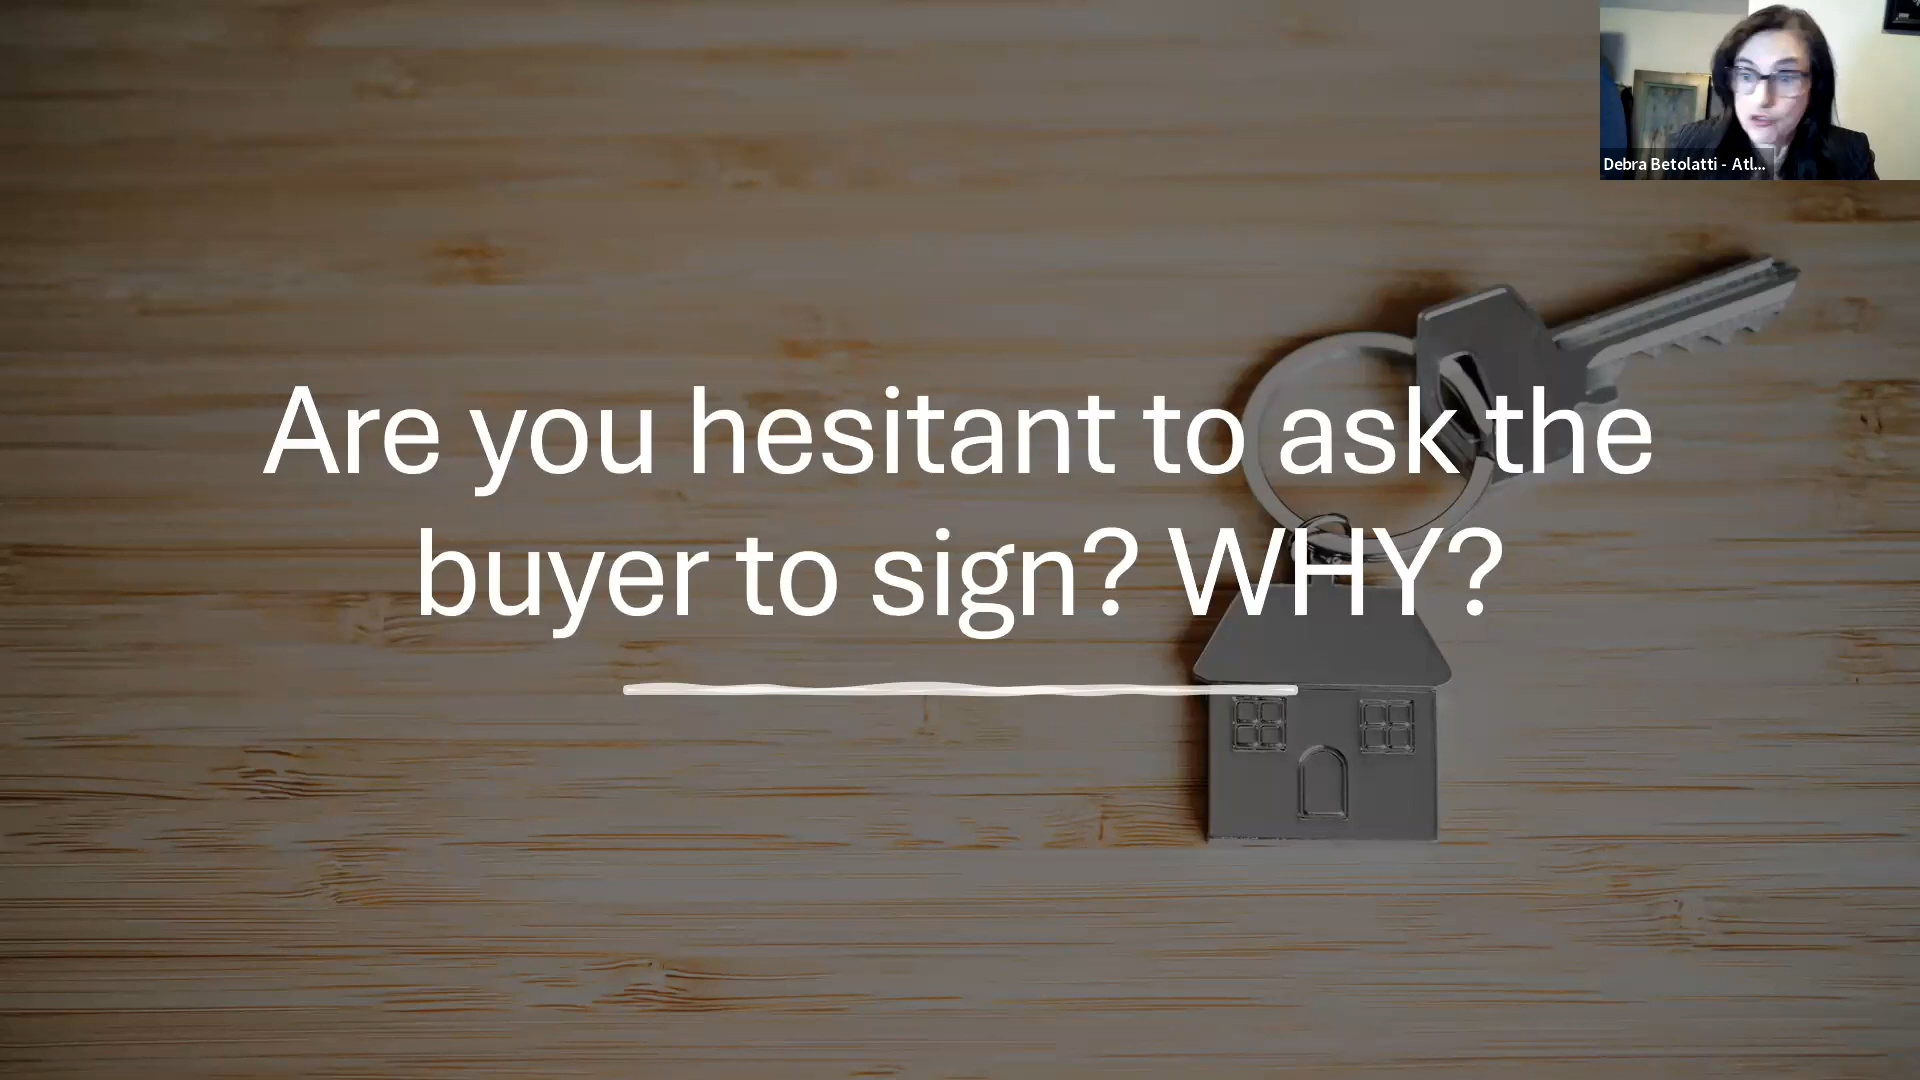 Debra Betolatti - Atl...
Are you hesitant to ask the
buyer to sign? WHY?